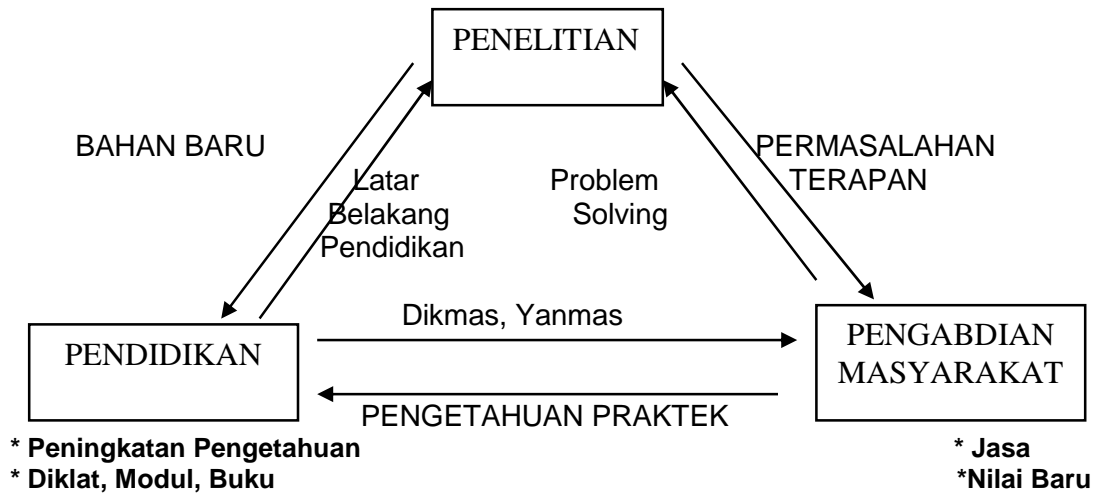 PENELITIAN
BAHAN BARU
PERMASALAHAN
TERAPAN
Latar
Belakang
Pendidikan
Problem
Solving
Dikmas, Yanmas
PENDIDIKAN
PENGABDIAN
MASYARAKAT
PENGETAHUAN PRAKTEK
* Peningkatan Pengetahuan
* Diklat, Modul, Buku
* Jasa
*Nilai Baru